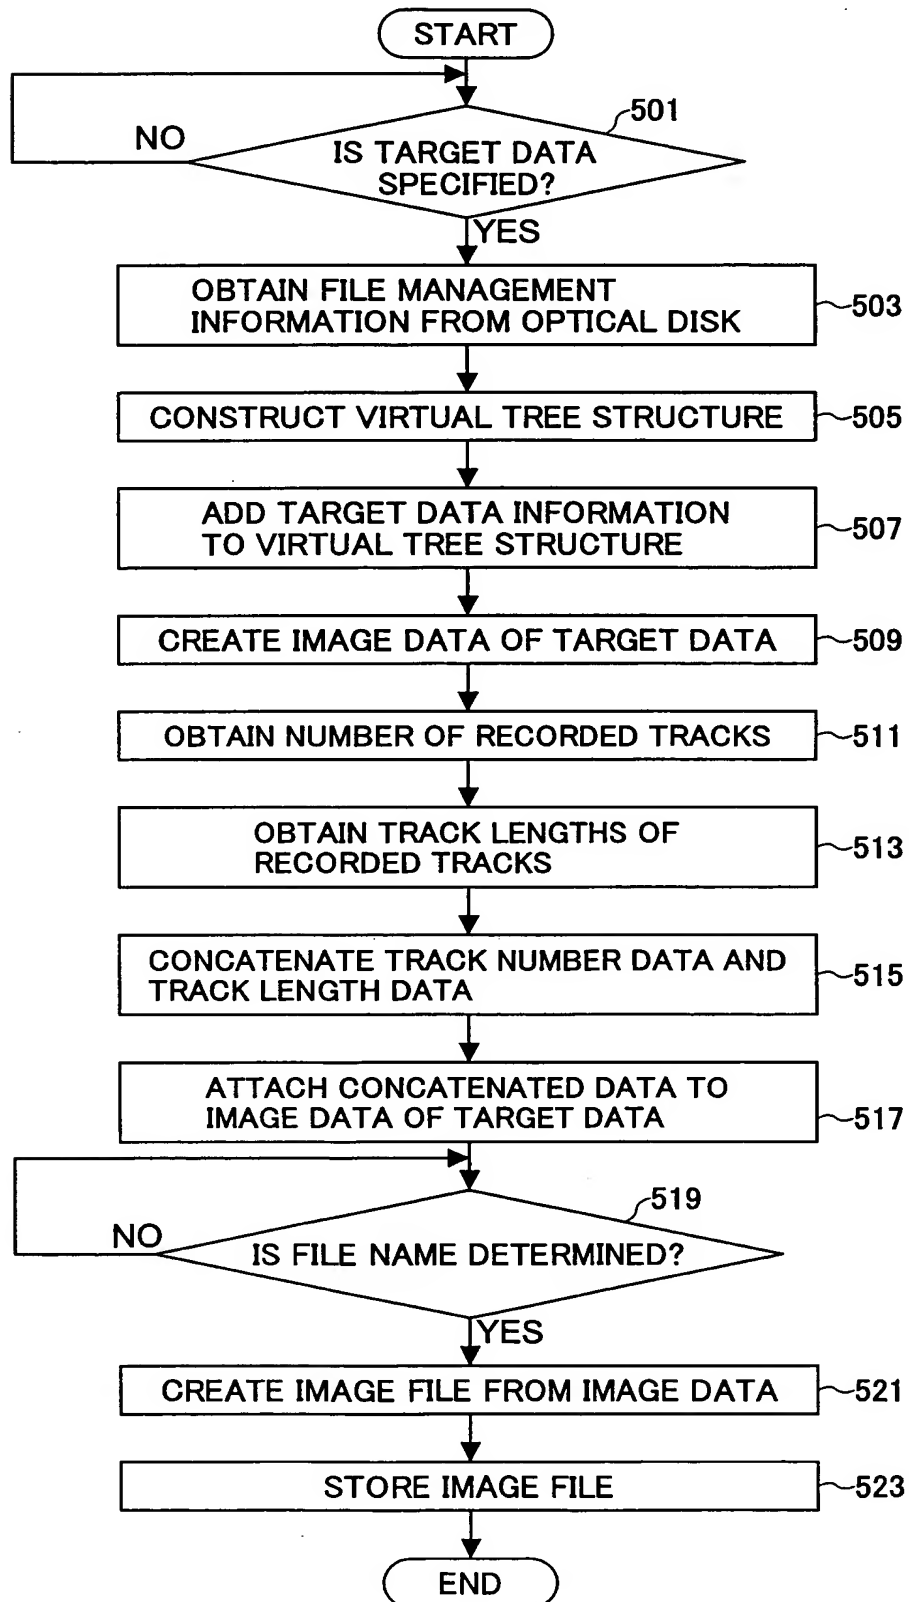 START
501
NO
IS TARGET DATA
SPECIFIED?
YES
OBTAIN FILE MANAGEMENT
INFORMATION FROM OPTICAL DISK
503
CONSTRUCT VIRTUAL TREE STRUCTURE
505
ADD TARGET DATA INFORMATION
TO VIRTUAL TREE STRUCTURE
507
CREATE IMAGE DATA OF TARGET DATA
509
OBTAIN NUMBER OF RECORDED TRACKS
511
OBTAIN TRACK LENGTHS OF
RECORDED TRACKS
513
CONCATENATE TRACK NUMBER DATA AND
TRACK LENGTH DATA
515
ATTACH CONCATENATED DATA TO
IMAGE DATA OF TARGET DATA
517
519
NO
IS FILE NAME DETERMINED?
YES
CREATE IMAGE FILE FROM IMAGE DATA
521
STORE IMAGE FILE
523
END